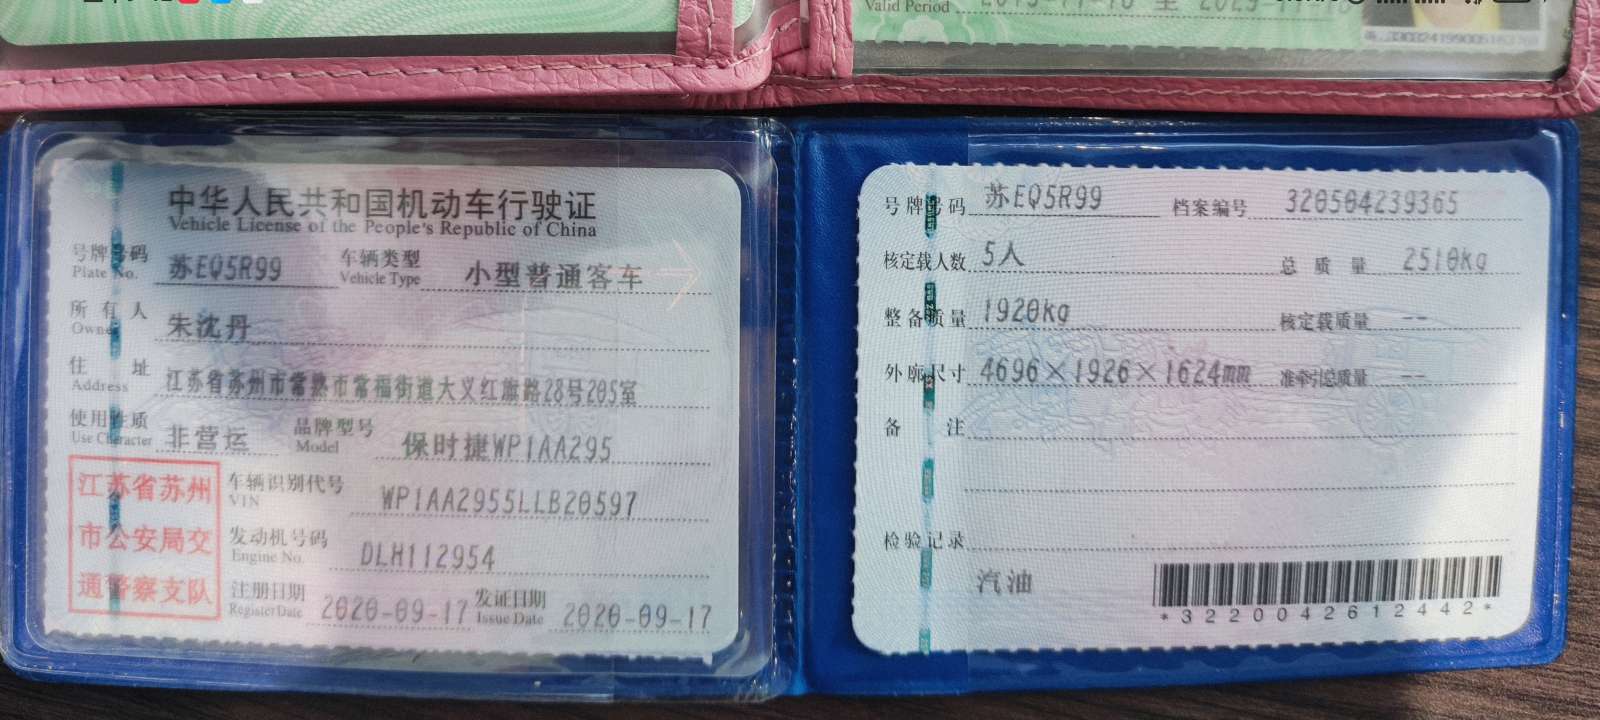 Valid Period
中华人民共和国机动车行驶证
Vehicle License of the People's Republic of China
号牌号码 苏EQ5R99 车辆类型 小型普通客车
Plate No. Vehicle Type
所有人 朱沈丹
Owner
住址 江苏省苏州市常熟市常福街道大义红旗路28号205室
Address
使用性质 非营运 品牌型号 保时捷WP1AA295
Use Character Model
江苏省苏州
市公安局交
通警察支队
车辆识别代号 WP1AA2955LLB20597
VIN
发动机号码 DLH112954
Engine No.
注册日期 2020-09-17 发证日期 2020-09-17
Register Date Issue Date
号牌号码 苏EQ5R99 档案编号 320504239365
核定载人数 5人 总质量 2510kg
整备质量 1920kg 核定载质量 --
外廓尺寸 4696×1926×1624mm 准牵引总质量 --
备注
检验记录
汽油
*3220042612442*